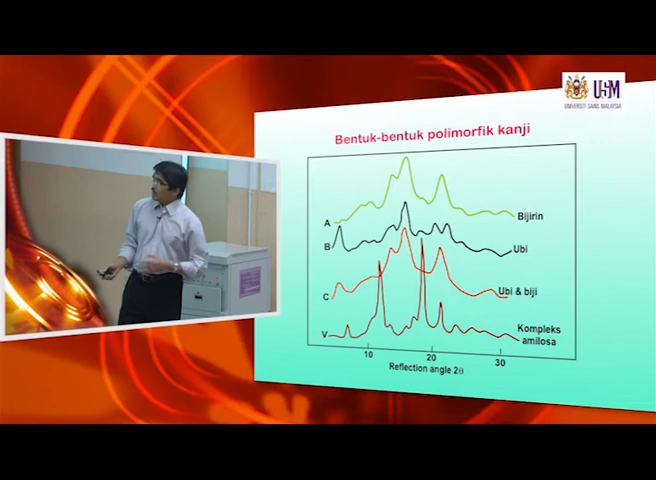 USM
UNIVERSITI SAINS MALAYSIA
Bentuk-bentuk polimorfik kanji
A
Bijirin
B
Ubi
C
Ubi & biji
V
Kompleks
amilosa
10
20
30
Reflection angle 2θ